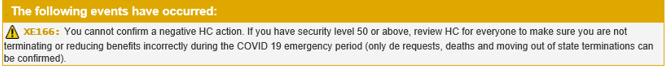 The following events have occurred:
XE166: You cannot confirm a negative HC action. If you have security level 50 or above, review HC for everyone to make sure you are not
terminating or reducing benefits incorrectly during the COVID 19 emergency period (only de requests, deaths and moving out of state terminations can
be confirmed).